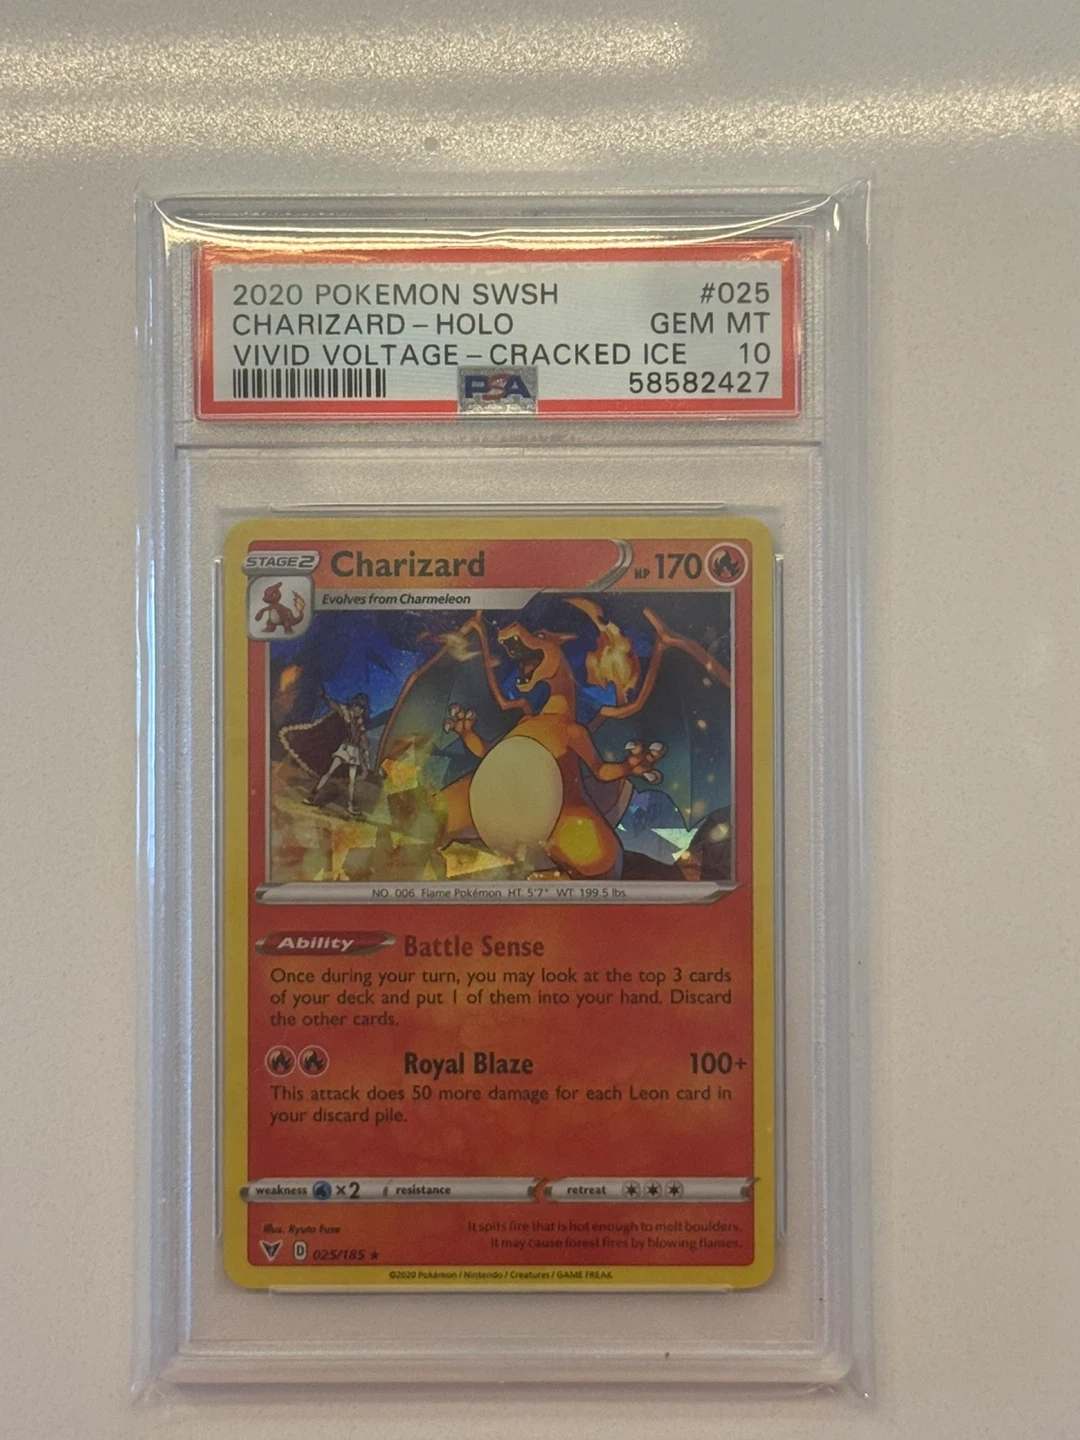 2020 POKEMON SWSH #025
CHARIZARD – HOLO GEM MT
VIVID VOLTAGE – CRACKED ICE 10
PSA 58582427
STAGE 2 Charizard HP 170
Evolves from Charmeleon
NO. 006 Flame Pokémon HT: 5'7" WT: 199.5 lbs.
Ability Battle Sense
Once during your turn, you may look at the top 3 cards
of your deck and put 1 of them into your hand. Discard
the other cards.
Royal Blaze 100+
This attack does 50 more damage for each Leon card in
your discard pile.
weakness ×2 resistance retreat
Illus. Ryuta Fuse
It spits fire that is hot enough to melt boulders.
It may cause forest fires by blowing flames.
D 025/185 ★
©2020 Pokémon / Nintendo / Creatures / GAME FREAK